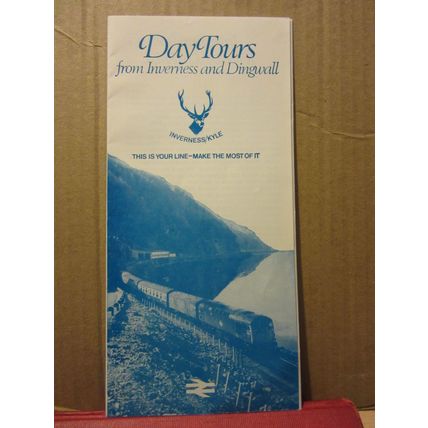 Day Tours
from Inverness and Dingwall
INVERNESS/KYLE
THIS IS YOUR LINE–MAKE THE MOST OF IT